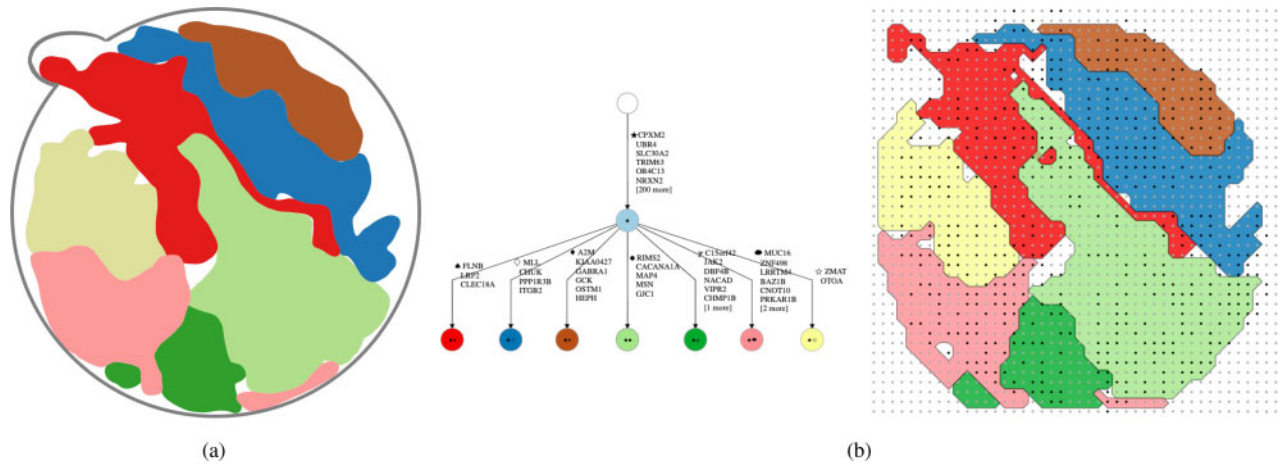 ★CPXM2
UBR4
SLC30A2
TRIM63
OR4C13
NRXN2
[200 more]
♠ FLNB
LRP2
CLEC18A
♢ MLL
CHUK
PPP1R3B
ITGB2
♦ A2M
KIAA0427
GABRA1
GCK
OSTM1
HEPH
♠RIMS2
CACANA1A
MAP4
MSN
GJC1
C15orf42
JAK2
DBF4B
NACAD
VIPR2
CHMP1B
[1 more]
MUC16
ZNF498
LRRTM4
BAZ1B
CNOT10
PRKAR1B
[2 more]
☆ ZMAT
OTOA
(a)
(b)